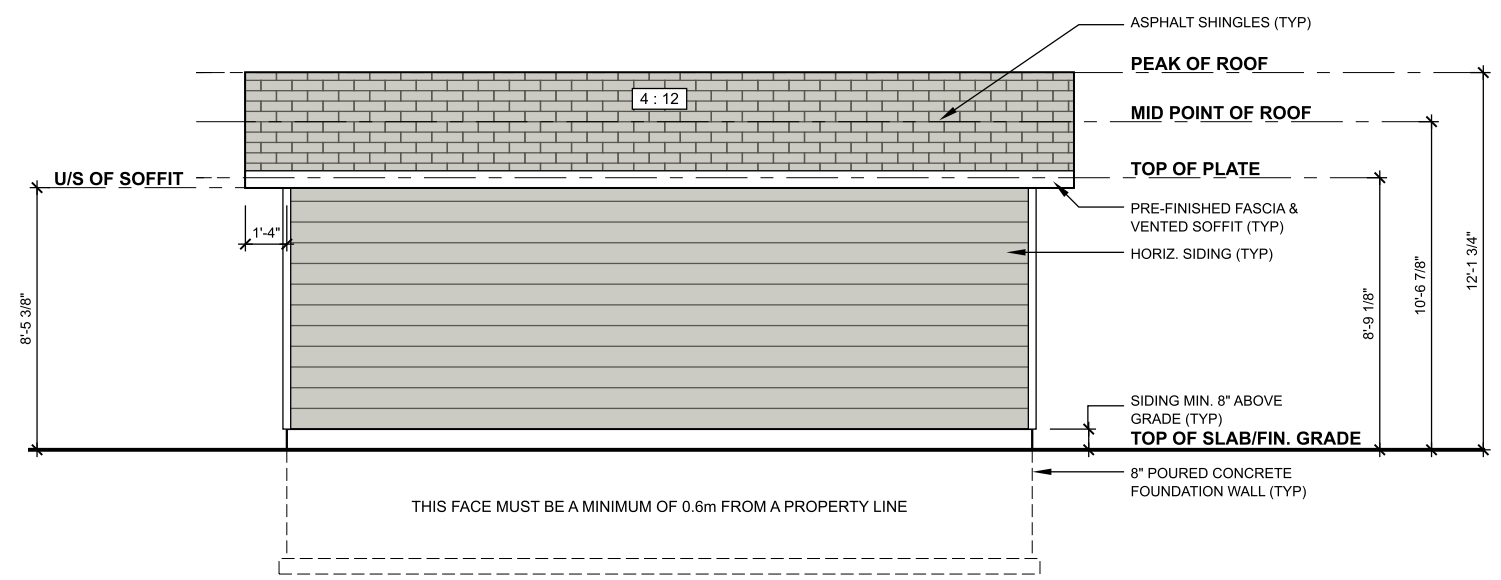 ASPHALT SHINGLES (TYP)
PEAK OF ROOF
4 : 12
MID POINT OF ROOF
TOP OF PLATE
U/S OF SOFFIT
PRE-FINISHED FASCIA &
VENTED SOFFIT (TYP)
1'-4"
HORIZ. SIDING (TYP)
8'-5 3/8"
8'-9 1/8"
10'-6 7/8"
12'-1 3/4"
SIDING MIN. 8" ABOVE
GRADE (TYP)
TOP OF SLAB/FIN. GRADE
8" POURED CONCRETE
FOUNDATION WALL (TYP)
THIS FACE MUST BE A MINIMUM OF 0.6m FROM A PROPERTY LINE